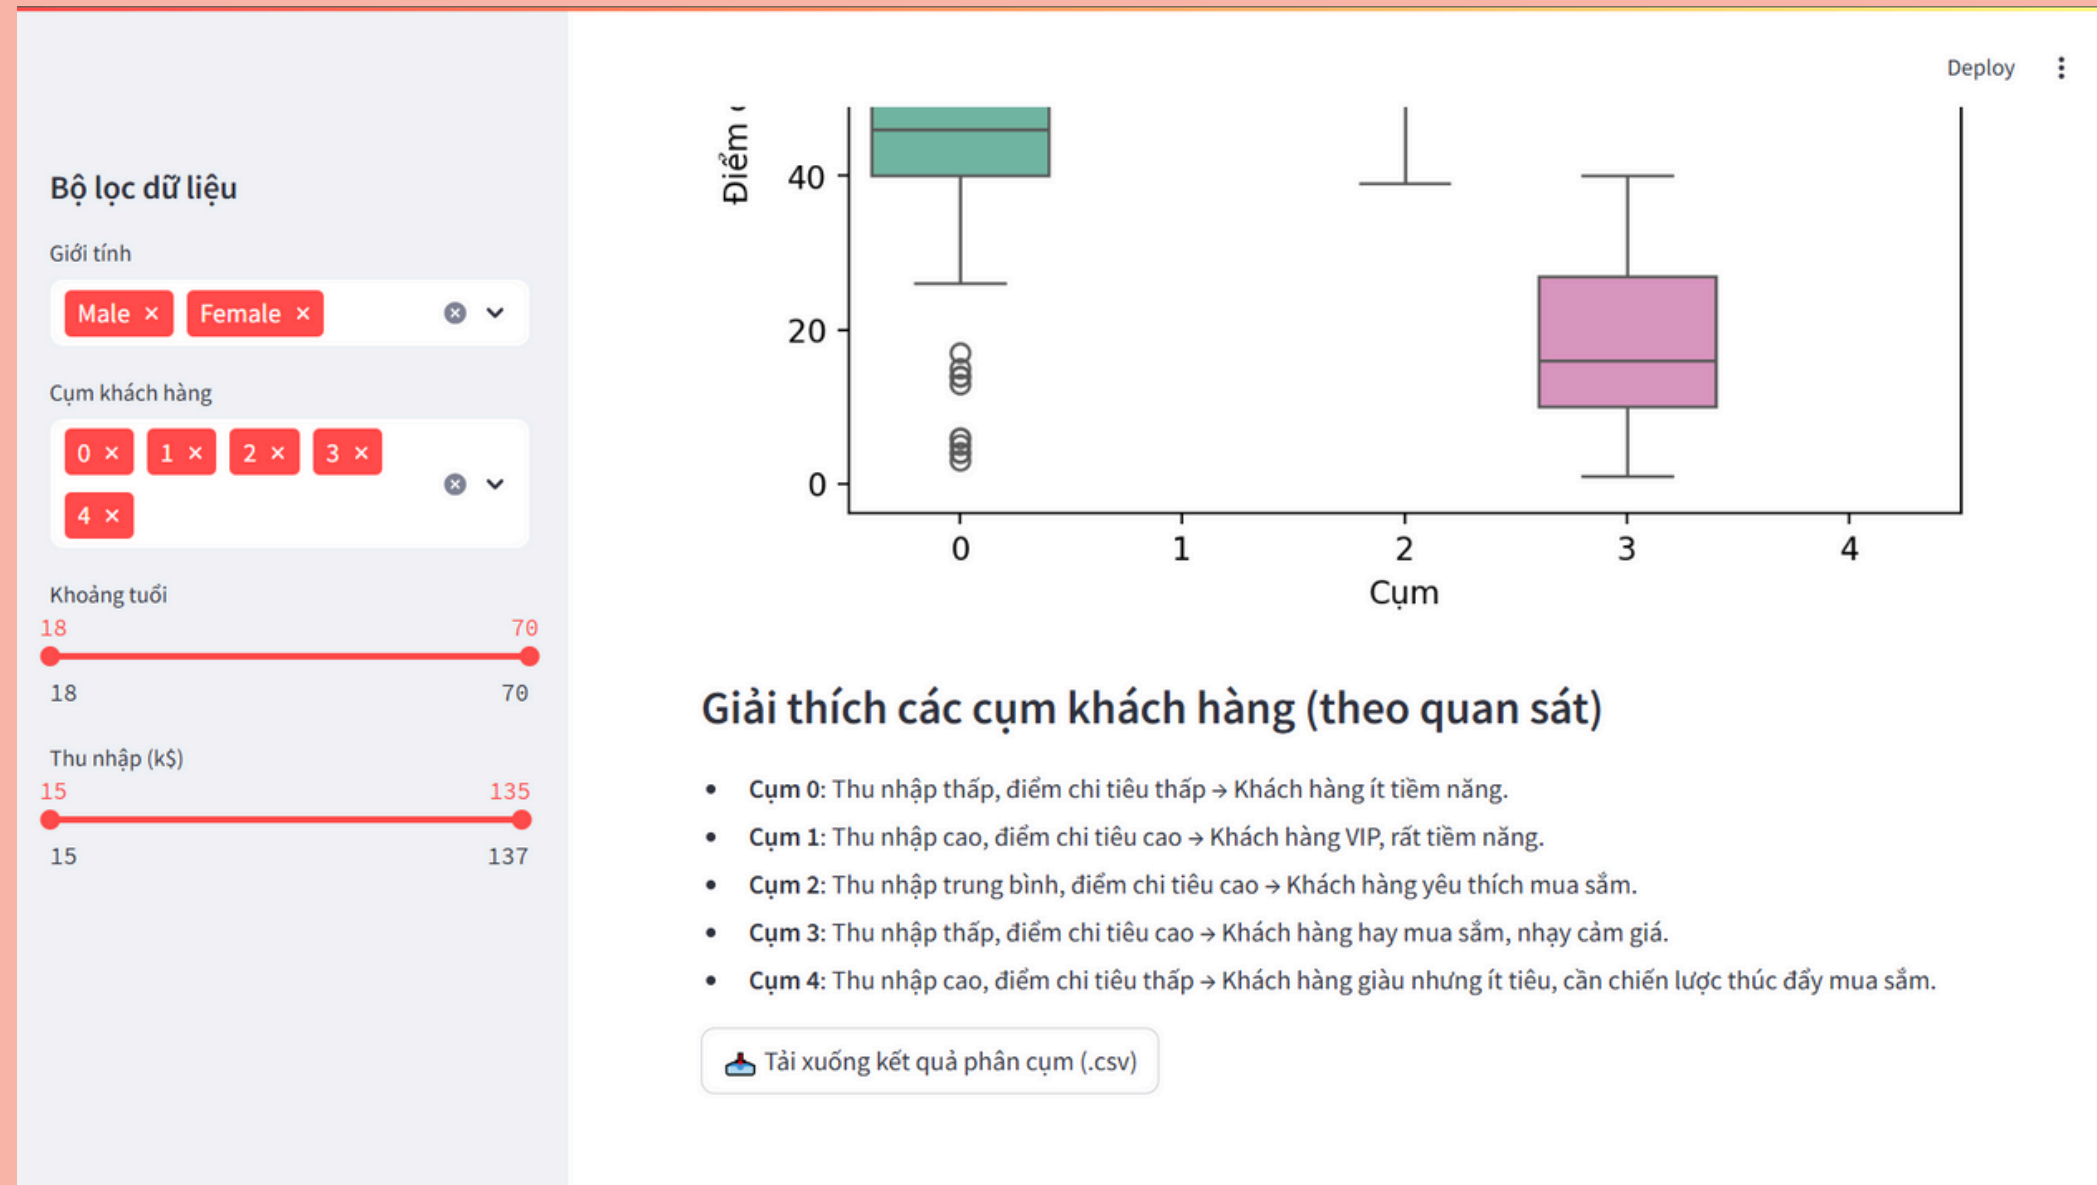 Deploy
Bộ lọc dữ liệu
Giới tính
Male ×
Female ×
Cụm khách hàng
0 ×
1 ×
2 ×
3 ×
4 ×
Khoảng tuổi
18 70
18 70
Thu nhập (k$)
15 135
15 137
Điểm
40
20
0
0 1 2 3 4
Cụm
Giải thích các cụm khách hàng (theo quan sát)
• Cụm 0: Thu nhập thấp, điểm chi tiêu thấp → Khách hàng ít tiềm năng.
• Cụm 1: Thu nhập cao, điểm chi tiêu cao → Khách hàng VIP, rất tiềm năng.
• Cụm 2: Thu nhập trung bình, điểm chi tiêu cao → Khách hàng yêu thích mua sắm.
• Cụm 3: Thu nhập thấp, điểm chi tiêu cao → Khách hàng hay mua sắm, nhạy cảm giá.
• Cụm 4: Thu nhập cao, điểm chi tiêu thấp → Khách hàng giàu nhưng ít tiêu, cần chiến lược thúc đẩy mua sắm.
Tải xuống kết quả phân cụm (.csv)